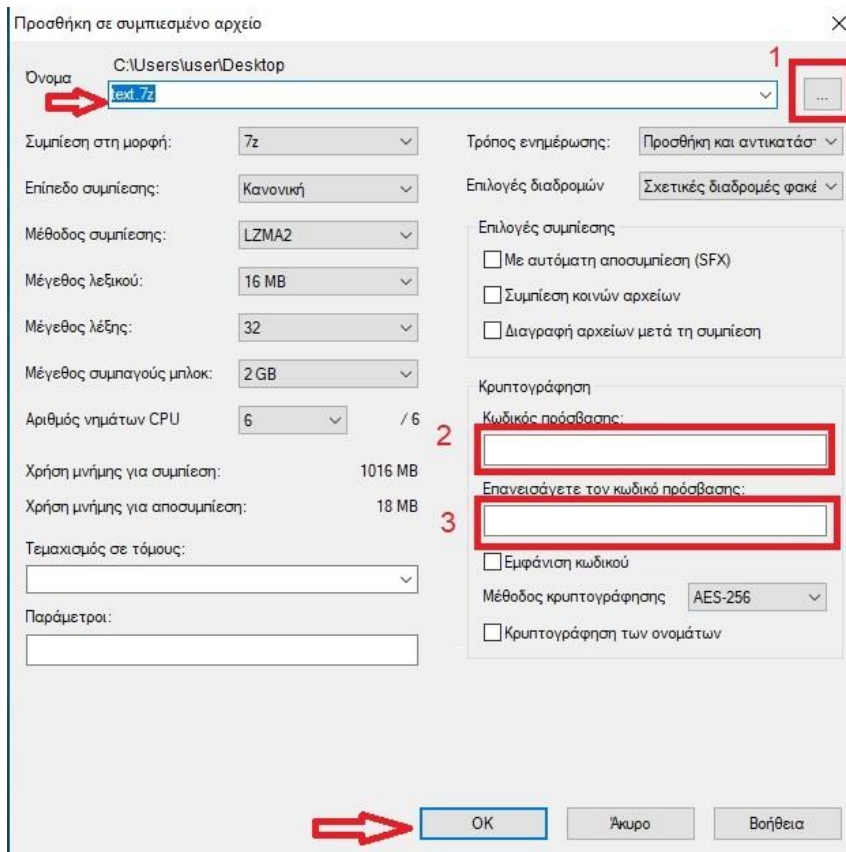 Προσθήκη σε συμπιεσμένο αρχείο
C:\Users\user\Desktop
1
Όνομα
text.7z
...
Συμπίεση στη μορφή:
7z
Επίπεδο συμπίεσης:
Κανονική
Μέθοδος συμπίεσης:
LZMA2
Μέγεθος λεξικού:
16 MB
Μέγεθος λέξης:
32
Μέγεθος συμπαγούς μπλοκ:
2 GB
Αριθμός νημάτων CPU
6
/ 6
Χρήση μνήμης για συμπίεση:
1016 MB
Χρήση μνήμης για αποσυμπίεση:
18 MB
Τεμαχισμός σε τόμους:
Παράμετροι:
Τρόπος ενημέρωσης:
Προσθήκη και αντικατάσ
Επιλογές διαδρομών
Σχετικές διαδρομές φακέ
Επιλογές συμπίεσης
Με αυτόματη αποσυμπίεση (SFX)
Συμπίεση κοινών αρχείων
Διαγραφή αρχείων μετά τη συμπίεση
Κρυπτογράφηση
Κωδικός πρόσβασης:
2
Επανεισάγετε τον κωδικό πρόσβασης:
3
Εμφάνιση κωδικού
Μέθοδος κρυπτογράφησης
AES-256
Κρυπτογράφηση των ονομάτων
OK
Άκυρο
Βοήθεια